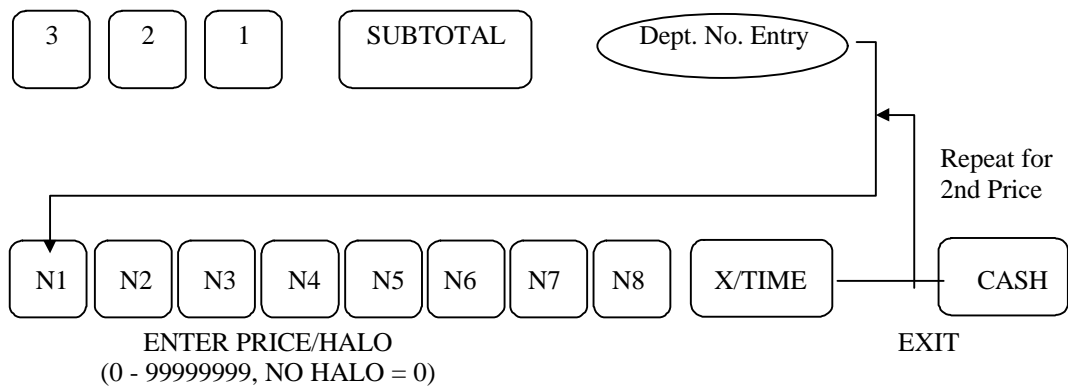 3 2 1 SUBTOTAL Dept. No. Entry
Repeat for
2nd Price
N1 N2 N3 N4 N5 N6 N7 N8 X/TIME CASH
ENTER PRICE/HALO EXIT
(0 - 99999999, NO HALO = 0)